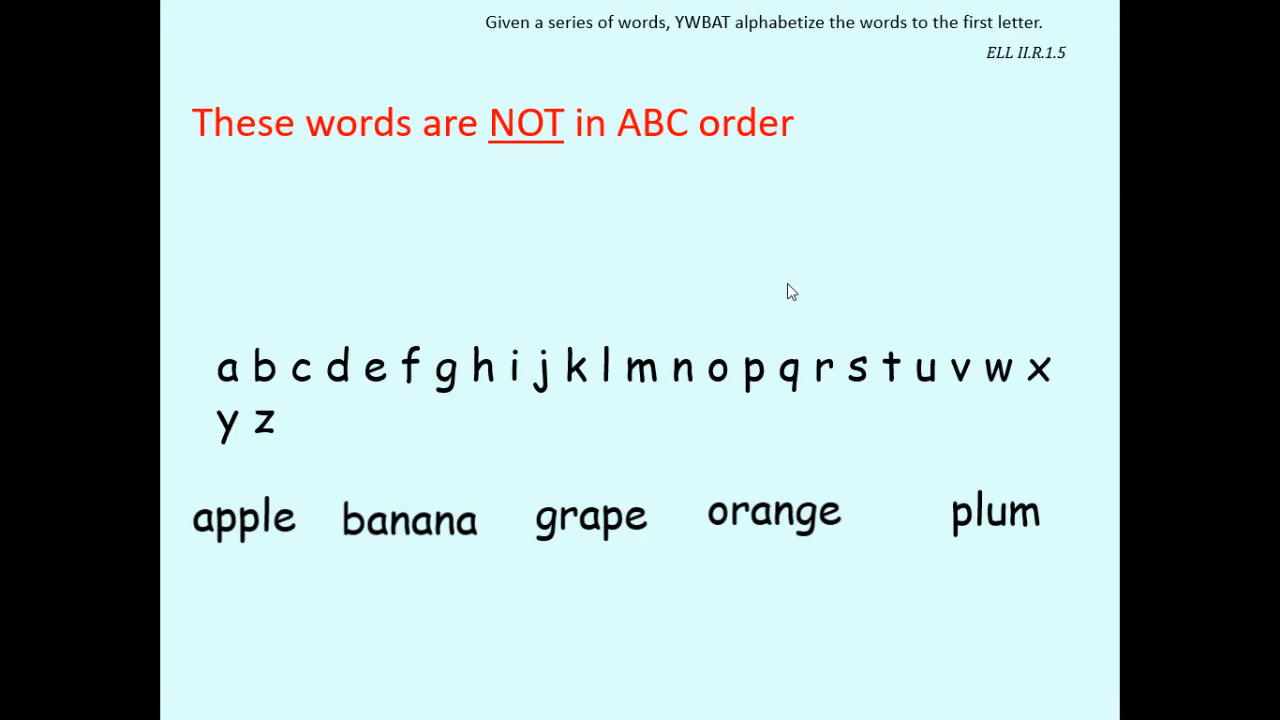 Given a series of words, YWBAT alphabetize the words to the first letter.
ELL II.R.1.5
These words are NOT in ABC order
a b c d e f g h i j k l m n o p q r s t u v w x
y z
apple banana grape orange plum